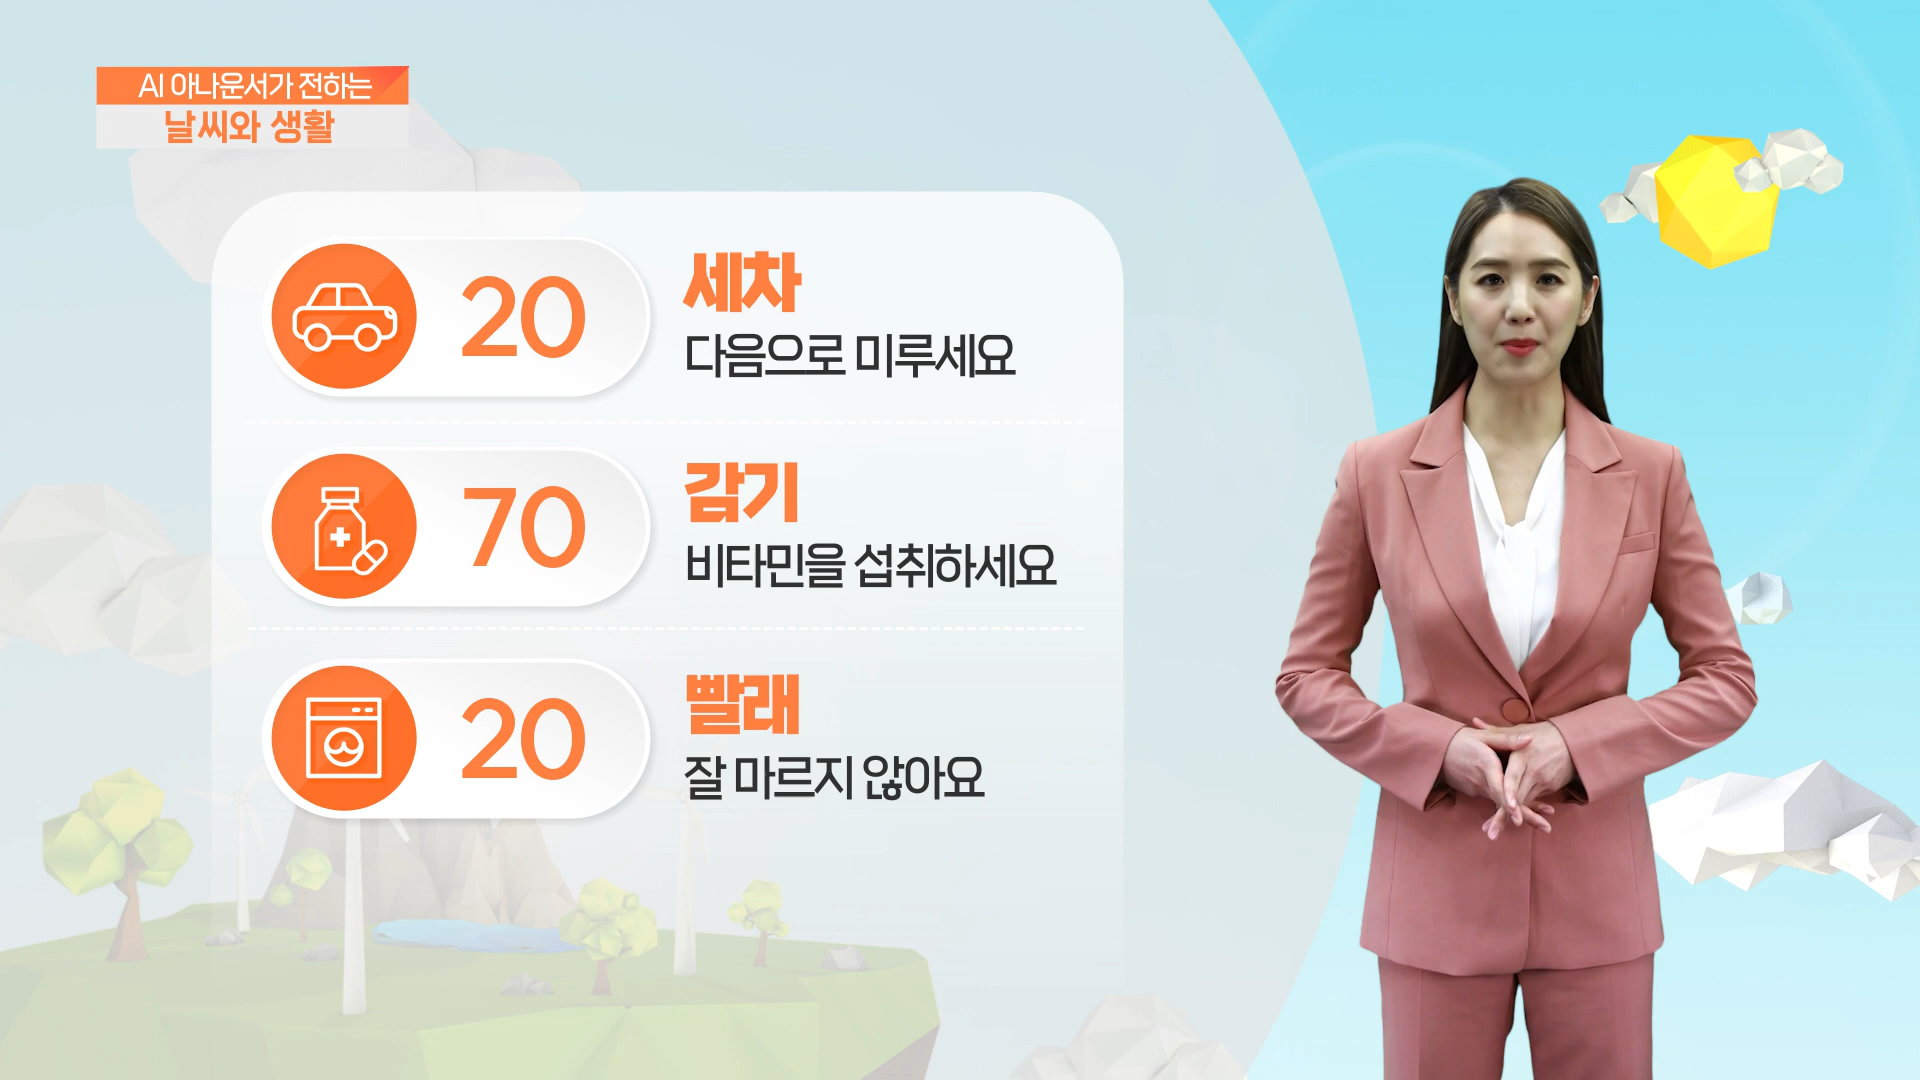 AI 아나운서가 전하는
날씨와 생활
20
세차
다음으로 미루세요
70
감기
비타민을 섭취하세요
20
빨래
잘 마르지 않아요